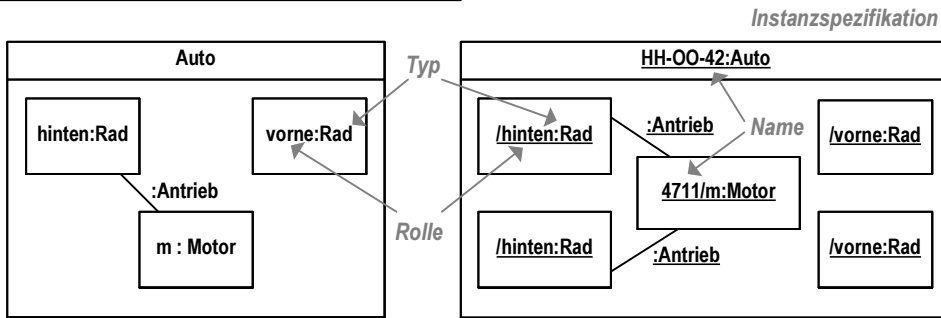 Instanzspezifikation
Auto
Typ
HH-OO-42:Auto
hinten:Rad
vorne:Rad
/hinten:Rad
:Antrieb
Name
/vorne:Rad
:Antrieb
4711/m:Motor
Rolle
m : Motor
/hinten:Rad
:Antrieb
/vorne:Rad